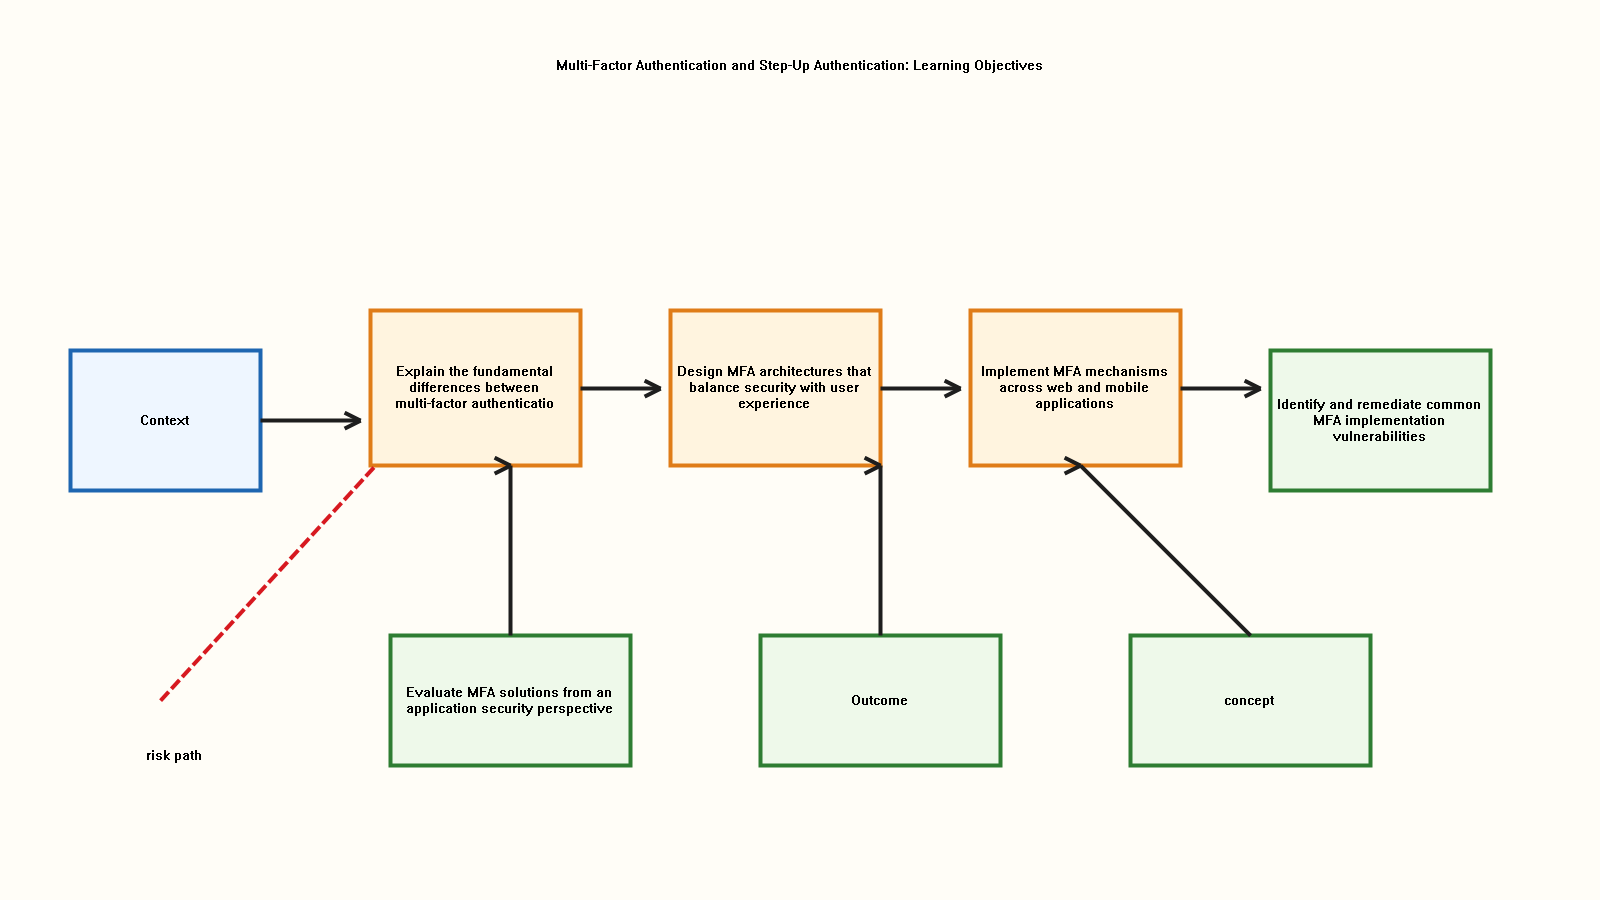 Multi-Factor Authentication and Step-Up Authentication: Learning Objectives
Context
Explain the fundamental
differences between
multi-factor authenticatio
Design MFA architectures that
balance security with user
experience
Implement MFA mechanisms
across web and mobile
applications
Identify and remediate common
MFA implementation
vulnerabilities
Evaluate MFA solutions from an
application security perspective
Outcome
concept
risk path